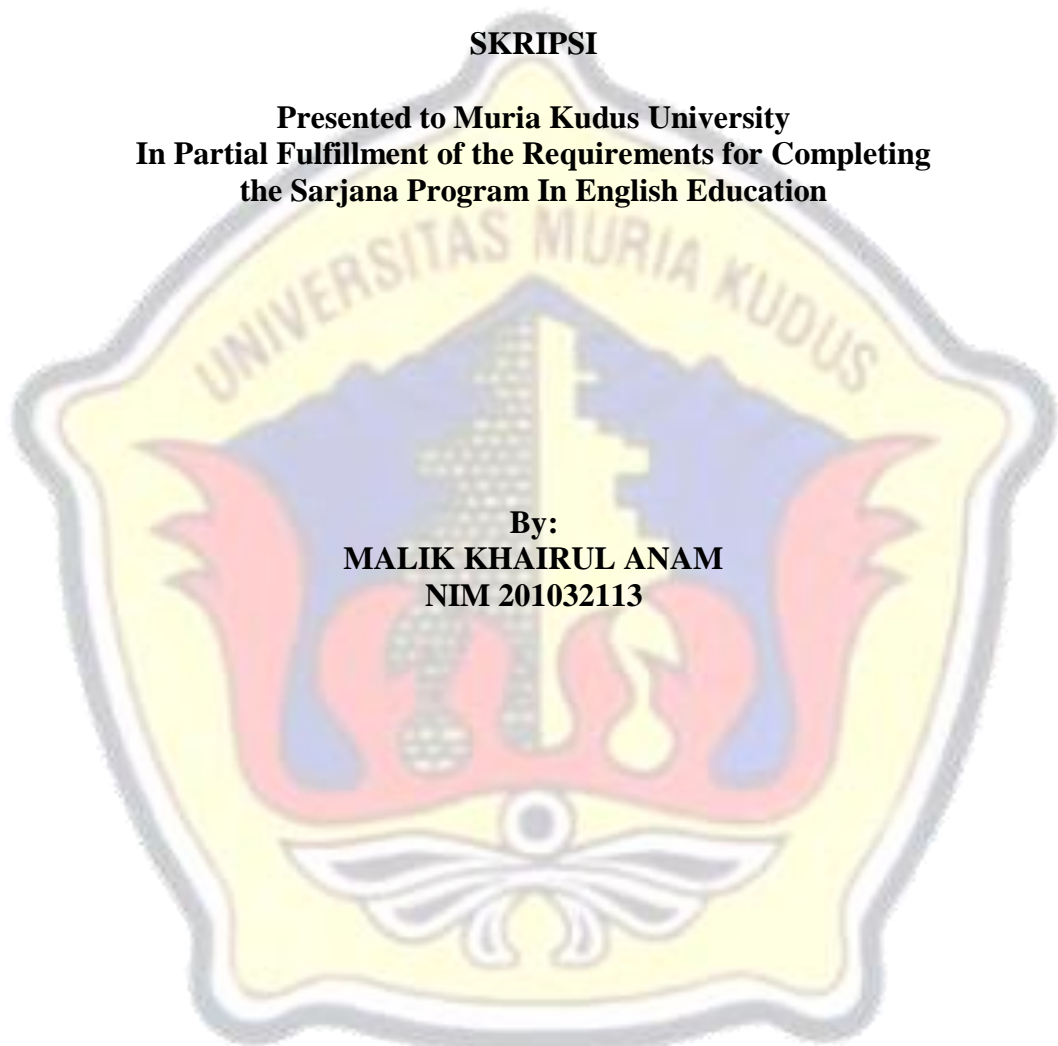 SKRIPSI
Presented to Muria Kudus University
In Partial Fulfillment of the Requirements for Completing
the Sarjana Program In English Education
UNIVERSITAS MURIA KUDUS
By:
MALIK KHAIRUL ANAM
NIM 201032113